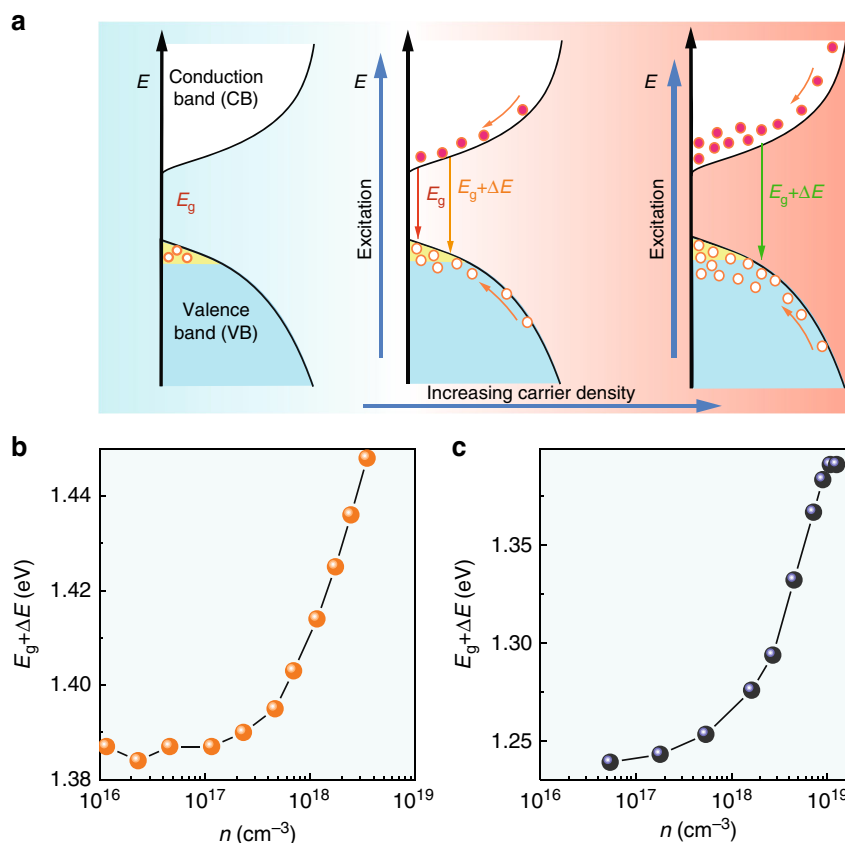 a
E
Conduction
band (CB)
Eg
Valence
band (VB)
E
Excitation
Eg
Eg+ΔE
E
Excitation
Eg+ΔE
Increasing carrier density
b
Eg+ΔE (eV)
1.44
1.42
1.40
1.38
10^16
10^17
10^18
10^19
n (cm^–3)
c
Eg+ΔE (eV)
1.35
1.30
1.25
10^16
10^17
10^18
10^19
n (cm^–3)